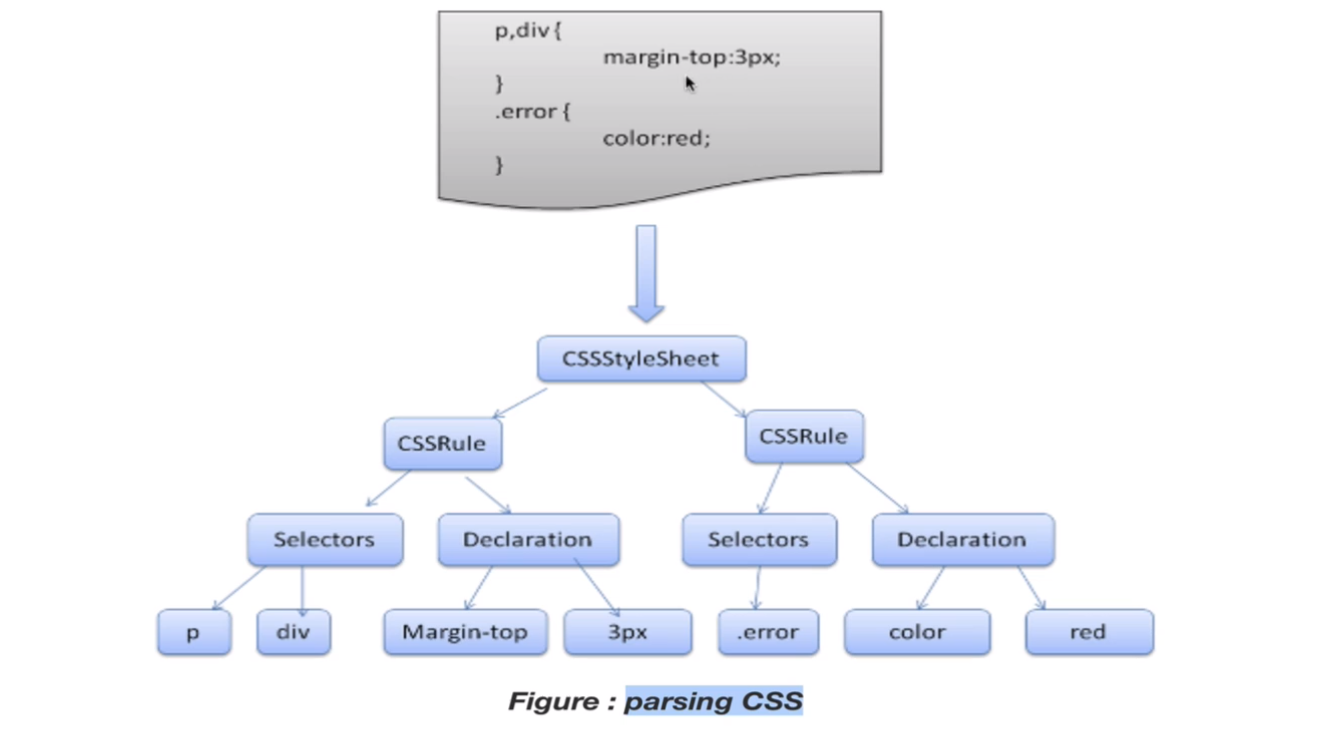 p,div {
margin-top:3px;
}
.error {
color:red;
}
CSSStyleSheet
CSSRule CSSRule
Selectors Declaration Selectors Declaration
p div Margin-top 3px .error color red
Figure : parsing CSS